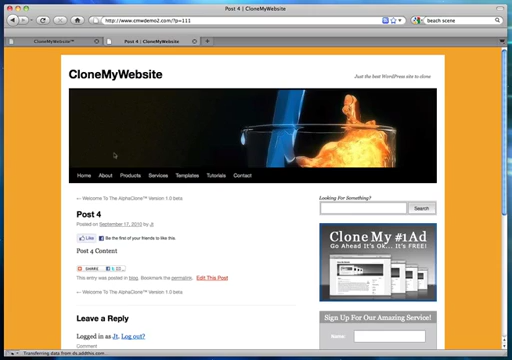 Post 4 | CloneMyWebsite
http://www.cmwdemo2.com/?p=111
beach scene
CloneMyWebsite™
Post 4 | CloneMyWebsite
CloneMyWebsite
Just the best WordPress site to clone
Home About Products Services Templates Tutorials Contact
← Welcome To The AlphaClone™ Version 1.0 beta
Post 4
Posted on September 17, 2010 by Jt
Like Be the first of your friends to like this.
Post 4 Content
SHARE
This entry was posted in blog. Bookmark the permalink. Edit This Post
← Welcome To The AlphaClone™ Version 1.0 beta
Leave a Reply
Logged in as Jt. Log out?
Comment
Looking For Something?
Search
Clone My #1Ad
Go Ahead It's Ok... It's FREE!
Sign Up For Our Amazing Service!
Name:
Transferring data from ds.addthis.com...